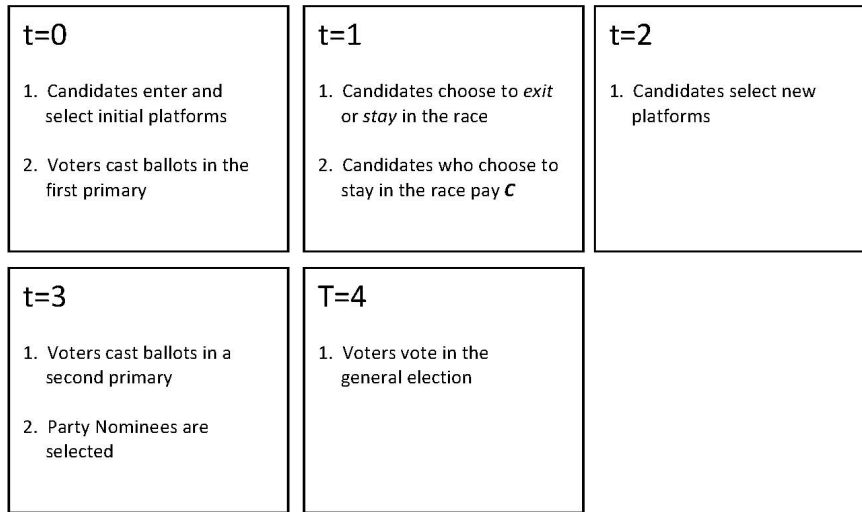 t=0
1. Candidates enter and
select initial platforms
2. Voters cast ballots in the
first primary
t=1
1. Candidates choose to exit
or stay in the race
2. Candidates who choose to
stay in the race pay C
t=2
1. Candidates select new
platforms
t=3
1. Voters cast ballots in a
second primary
2. Party Nominees are
selected
T=4
1. Voters vote in the
general election